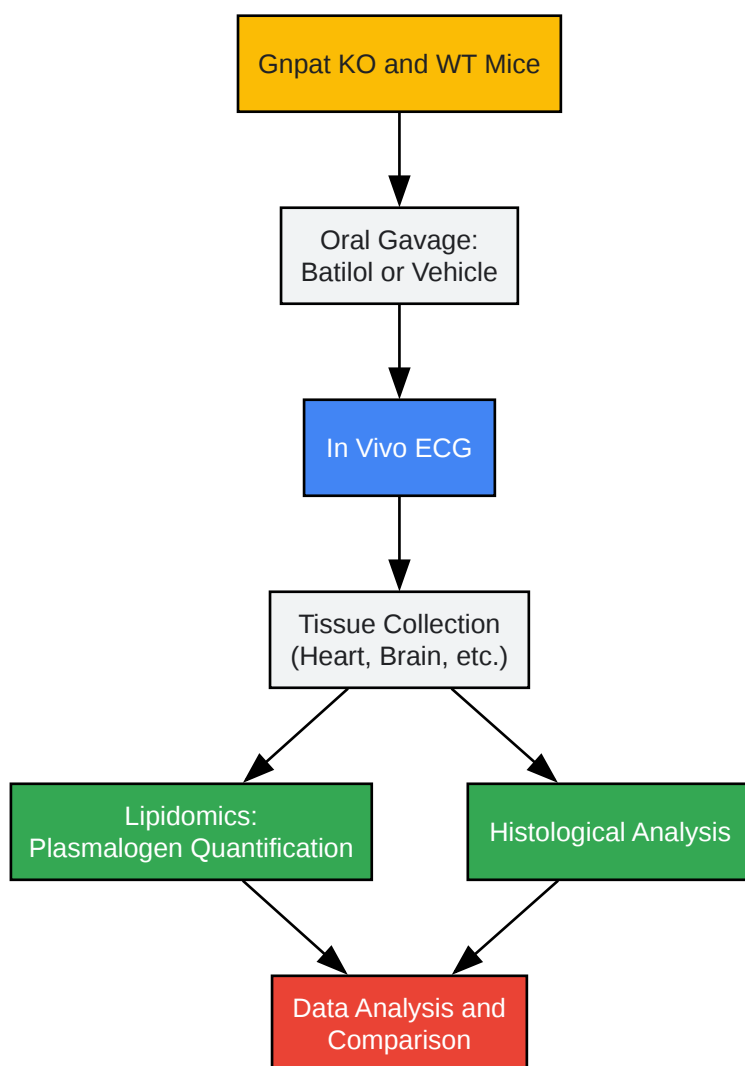 Gnpat KO and WT Mice
Oral Gavage:
Batilol or Vehicle
In Vivo ECG
Tissue Collection
(Heart, Brain, etc.)
Lipidomics:
Plasmalogen Quantification
Histological Analysis
Data Analysis and
Comparison